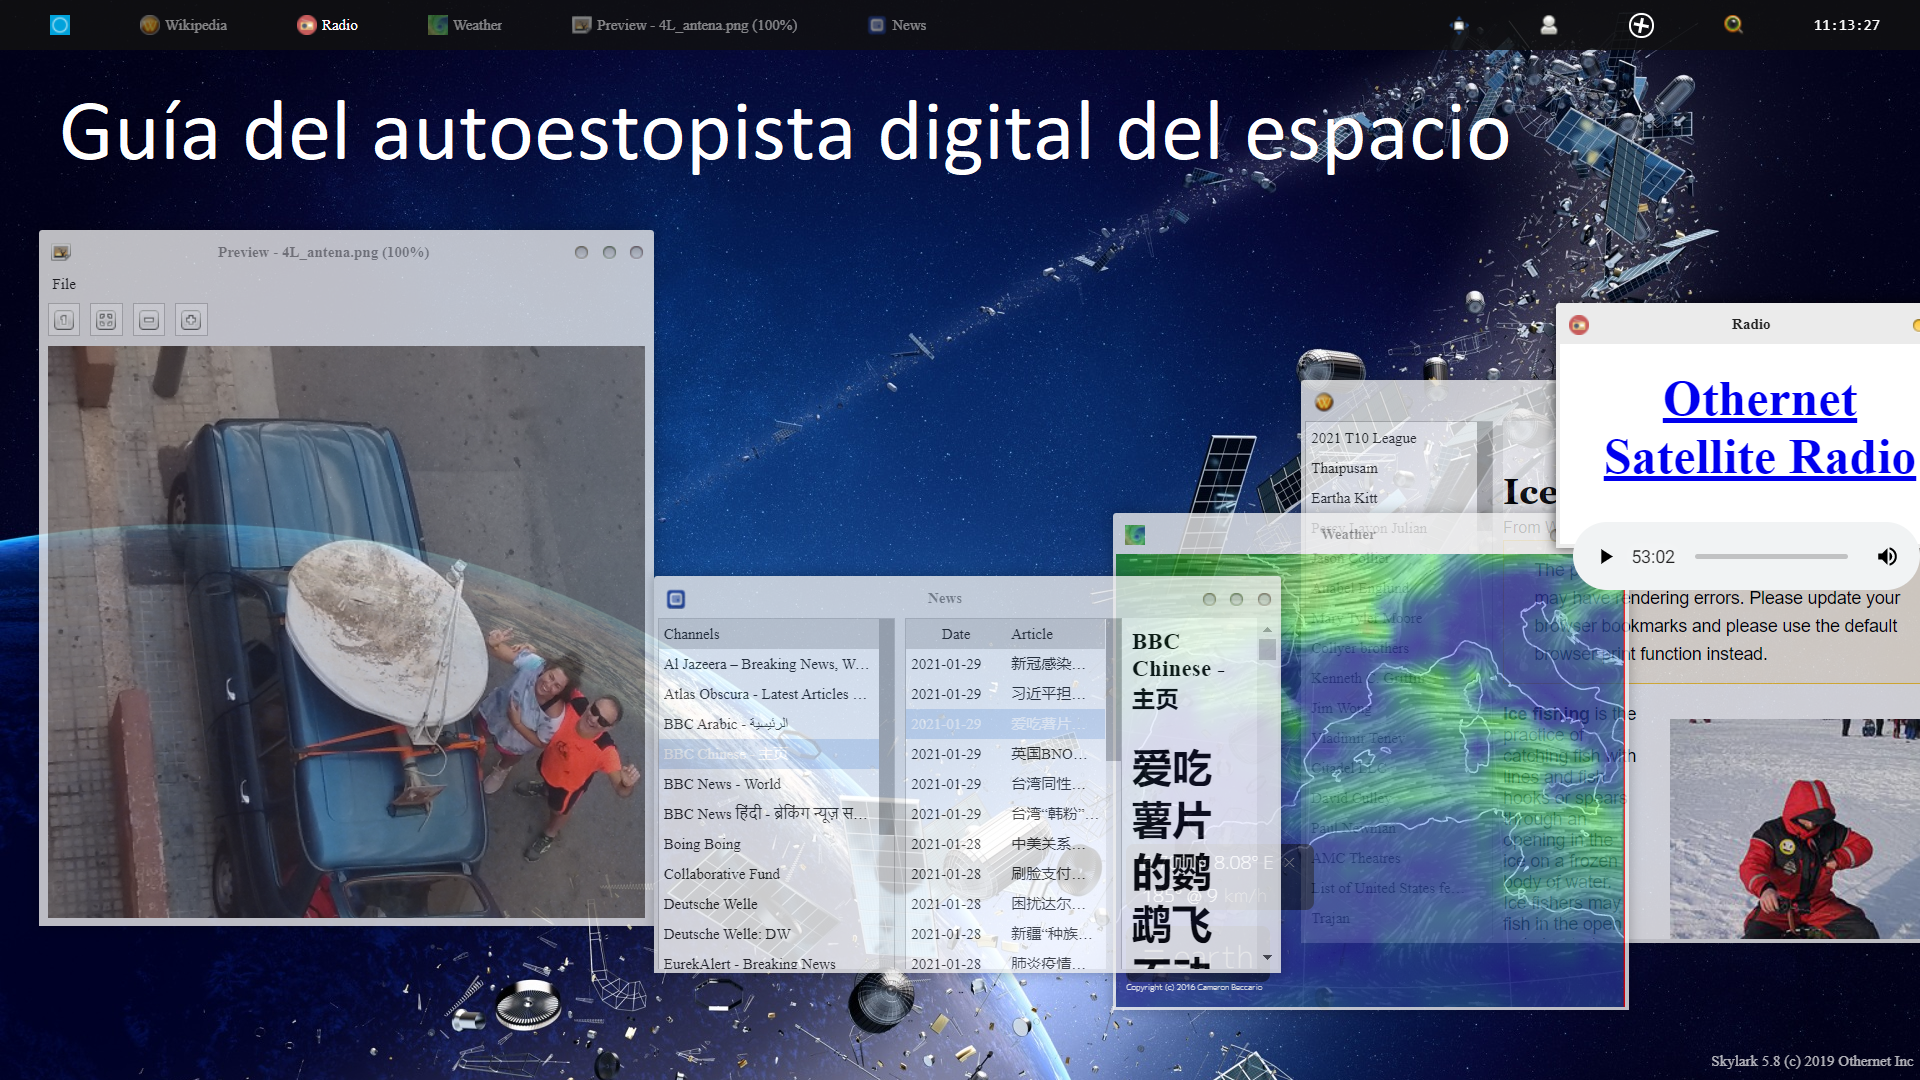 Wikipedia
Radio
Weather
Preview - 4L_antena.png (100%)
News
11:13:27
Guía del autoestopista digital del espacio
Preview - 4L_antena.png (100%)
File
Radio
Othernet
Satellite Radio
53:02
2021 T10 League
Thaipusam
Eartha Kitt
Percy Lavon Julian
Jason Collier
Anabel Englund
Mary Tyler Moore
Collyer brothers
Jim Wong
Vladimir Tenev
David Culley
Paul Newman
AMC Theatres
List of United States fe...
Trajan
Ice
From W
The p
may have rendering errors. Please update your
browser bookmarks and please use the default
browser print function instead.
Ice fishing is the
practice of
catching fish with
lines and fish
hooks or spears
through an
opening in the
ice on a frozen
body of water.
Ice fishers may
fish in the open
Weather
8.08° E
185° @ 9 km/h
earth
Copyright (c) 2016 Cameron Beccario
News
Channels
Al Jazeera – Breaking News, W...
Atlas Obscura - Latest Articles ...
BBC Arabic - الرئيسية
BBC Chinese - 主页
BBC News - World
BBC News हिंदी - ब्रेकिंग न्यूज़ स...
Boing Boing
Collaborative Fund
Deutsche Welle
Deutsche Welle: DW
EurekAlert - Breaking News
Date Article
2021-01-29 新冠感染...
2021-01-29 习近平担...
2021-01-29 爱吃薯片...
2021-01-29 英国BNO...
2021-01-29 台湾同性...
2021-01-29 台湾“韩粉”...
2021-01-28 中美关系...
2021-01-28 刷脸支付...
2021-01-28 困扰达尔...
2021-01-28 新疆“种族...
2021-01-28 肺炎疫情...
BBC
Chinese -
主页
爱吃
薯片
的鹦
鹉飞
Skylark 5.8 (c) 2019 Othernet Inc